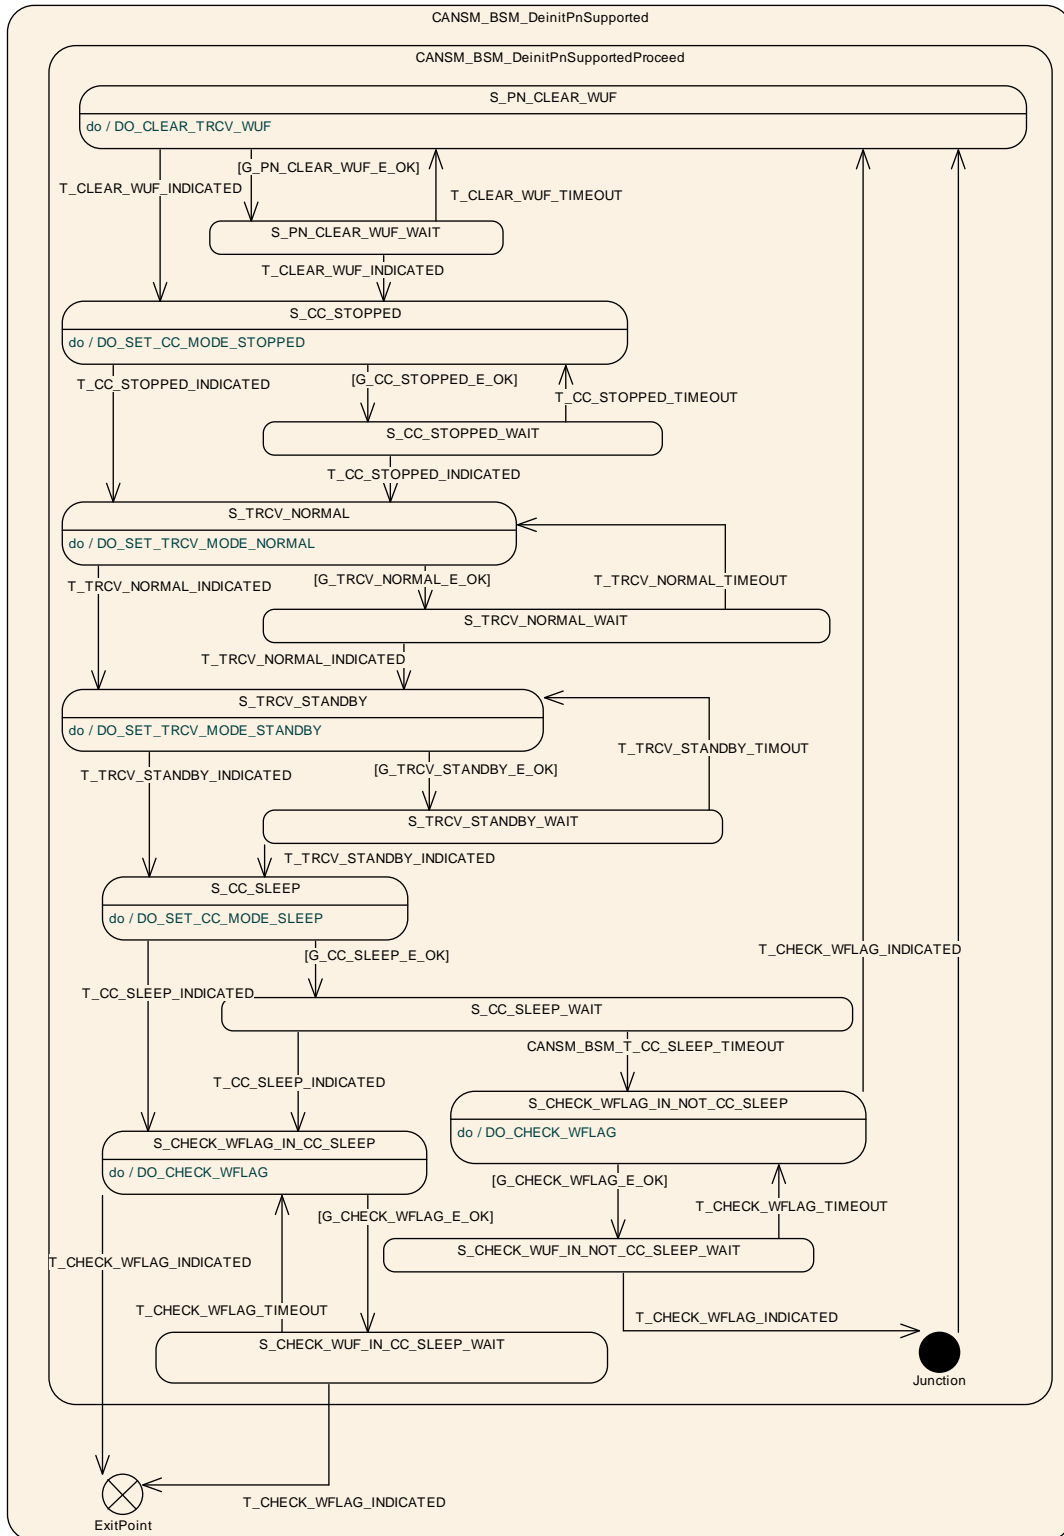 CANSM_BSM_DeinitPnSupported
CANSM_BSM_DeinitPnSupportedProceed
S_PN_CLEAR_WUF
do / DO_CLEAR_TRCV_WUF
[G_PN_CLEAR_WUF_E_OK]
T_CLEAR_WUF_INDICATED
T_CLEAR_WUF_TIMEOUT
S_PN_CLEAR_WUF_WAIT
T_CLEAR_WUF_INDICATED
S_CC_STOPPED
do / DO_SET_CC_MODE_STOPPED
T_CC_STOPPED_INDICATED
[G_CC_STOPPED_E_OK]
T_CC_STOPPED_TIMEOUT
S_CC_STOPPED_WAIT
T_CC_STOPPED_INDICATED
S_TRCV_NORMAL
do / DO_SET_TRCV_MODE_NORMAL
T_TRCV_NORMAL_INDICATED
[G_TRCV_NORMAL_E_OK]
T_TRCV_NORMAL_TIMEOUT
S_TRCV_NORMAL_WAIT
T_TRCV_NORMAL_INDICATED
S_TRCV_STANDBY
do / DO_SET_TRCV_MODE_STANDBY
T_TRCV_STANDBY_TIMOUT
T_TRCV_STANDBY_INDICATED
[G_TRCV_STANDBY_E_OK]
S_TRCV_STANDBY_WAIT
T_TRCV_STANDBY_INDICATED
S_CC_SLEEP
do / DO_SET_CC_MODE_SLEEP
[G_CC_SLEEP_E_OK]
T_CHECK_WFLAG_INDICATED
T_CC_SLEEP_INDICATED
S_CC_SLEEP_WAIT
CANSM_BSM_T_CC_SLEEP_TIMEOUT
T_CC_SLEEP_INDICATED
S_CHECK_WFLAG_IN_NOT_CC_SLEEP
do / DO_CHECK_WFLAG
S_CHECK_WFLAG_IN_CC_SLEEP
do / DO_CHECK_WFLAG
[G_CHECK_WFLAG_E_OK]
T_CHECK_WFLAG_TIMEOUT
[G_CHECK_WFLAG_E_OK]
S_CHECK_WUF_IN_NOT_CC_SLEEP_WAIT
T_CHECK_WFLAG_INDICATED
T_CHECK_WFLAG_TIMEOUT
T_CHECK_WFLAG_INDICATED
S_CHECK_WUF_IN_CC_SLEEP_WAIT
Junction
T_CHECK_WFLAG_INDICATED
ExitPoint